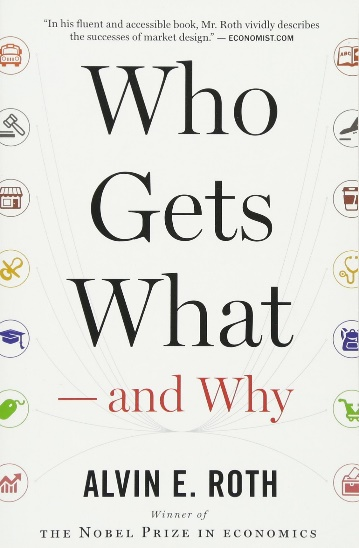 “In his fluent and accessible book, Mr. Roth vividly describes
the successes of market design.” — ECONOMIST.COM
Who
Gets
What
— and Why
ALVIN E. ROTH
Winner of
THE NOBEL PRIZE IN ECONOMICS
ABC